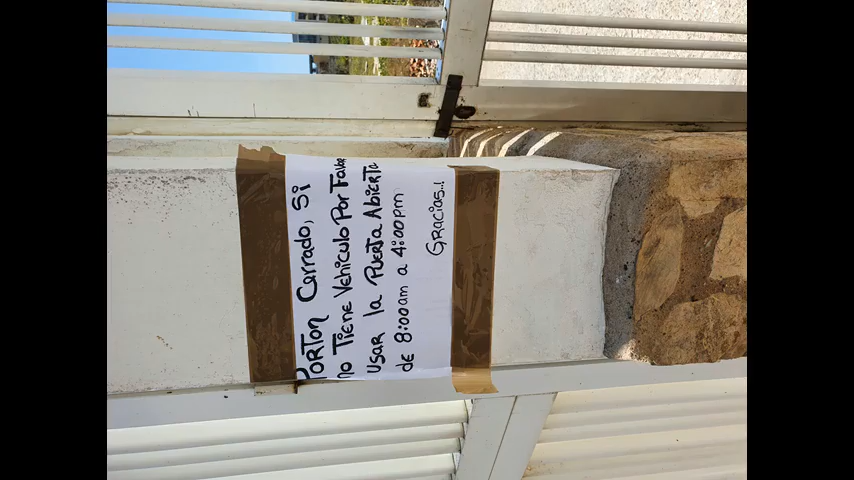 PORTON Cerrado, Si
no Tiene Vehiculo Por Favor
usar la Puerta Abierta
de 8:00am a 4:00pm
Gracias..!